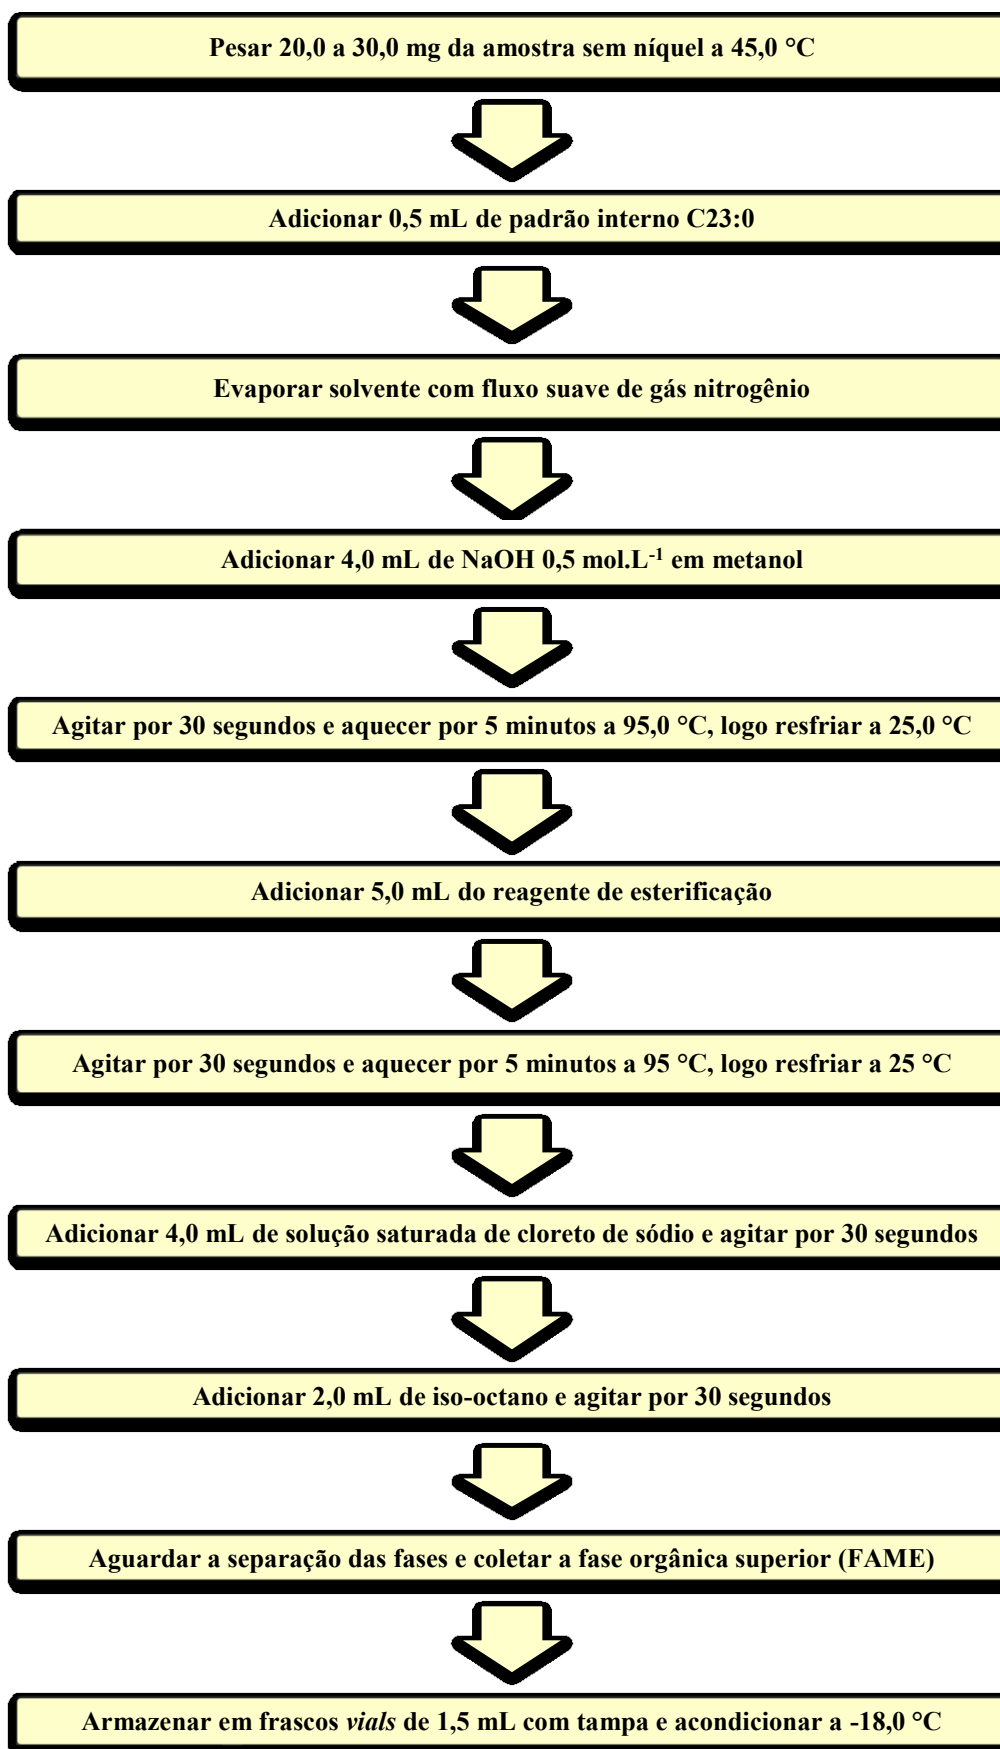 Pesar 20,0 a 30,0 mg da amostra sem níquel a 45,0 °C
Adicionar 0,5 mL de padrão interno C23:0
Evaporar solvente com fluxo suave de gás nitrogênio
Adicionar 4,0 mL de NaOH 0,5 mol.L⁻¹ em metanol
Agitar por 30 segundos e aquecer por 5 minutos a 95,0 °C, logo resfriar a 25,0 °C
Adicionar 5,0 mL do reagente de esterificação
Agitar por 30 segundos e aquecer por 5 minutos a 95 °C, logo resfriar a 25 °C
Adicionar 4,0 mL de solução saturada de cloreto de sódio e agitar por 30 segundos
Adicionar 2,0 mL de iso-octano e agitar por 30 segundos
Aguardar a separação das fases e coletar a fase orgânica superior (FAME)
Armazenar em frascos vials de 1,5 mL com tampa e acondicionar a -18,0 °C